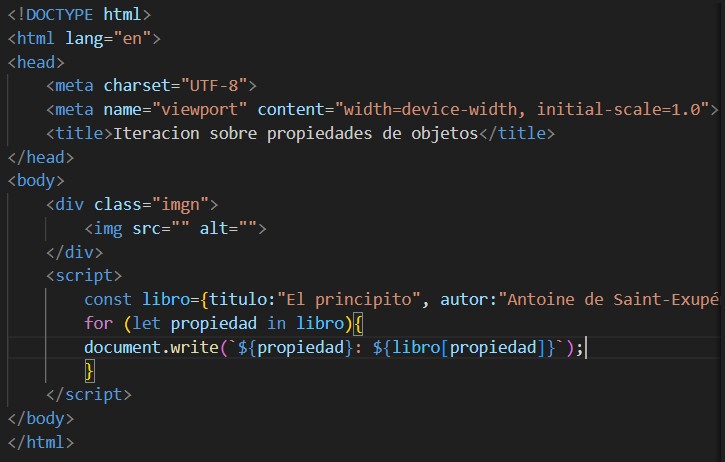 <!DOCTYPE html>
<html lang="en">
<head>
    <meta charset="UTF-8">
    <meta name="viewport" content="width=device-width, initial-scale=1.0">
    <title>Iteracion sobre propiedades de objetos</title>
</head>
<body>
    <div class="imgn">
        <img src="" alt="">
    </div>
    <script>
        const libro={titulo:"El principito", autor:"Antoine de Saint-Exupé
        for (let propiedad in libro){
        document.write(`${propiedad}: ${libro[propiedad]}`);
        }
    </script>
</body>
</html>